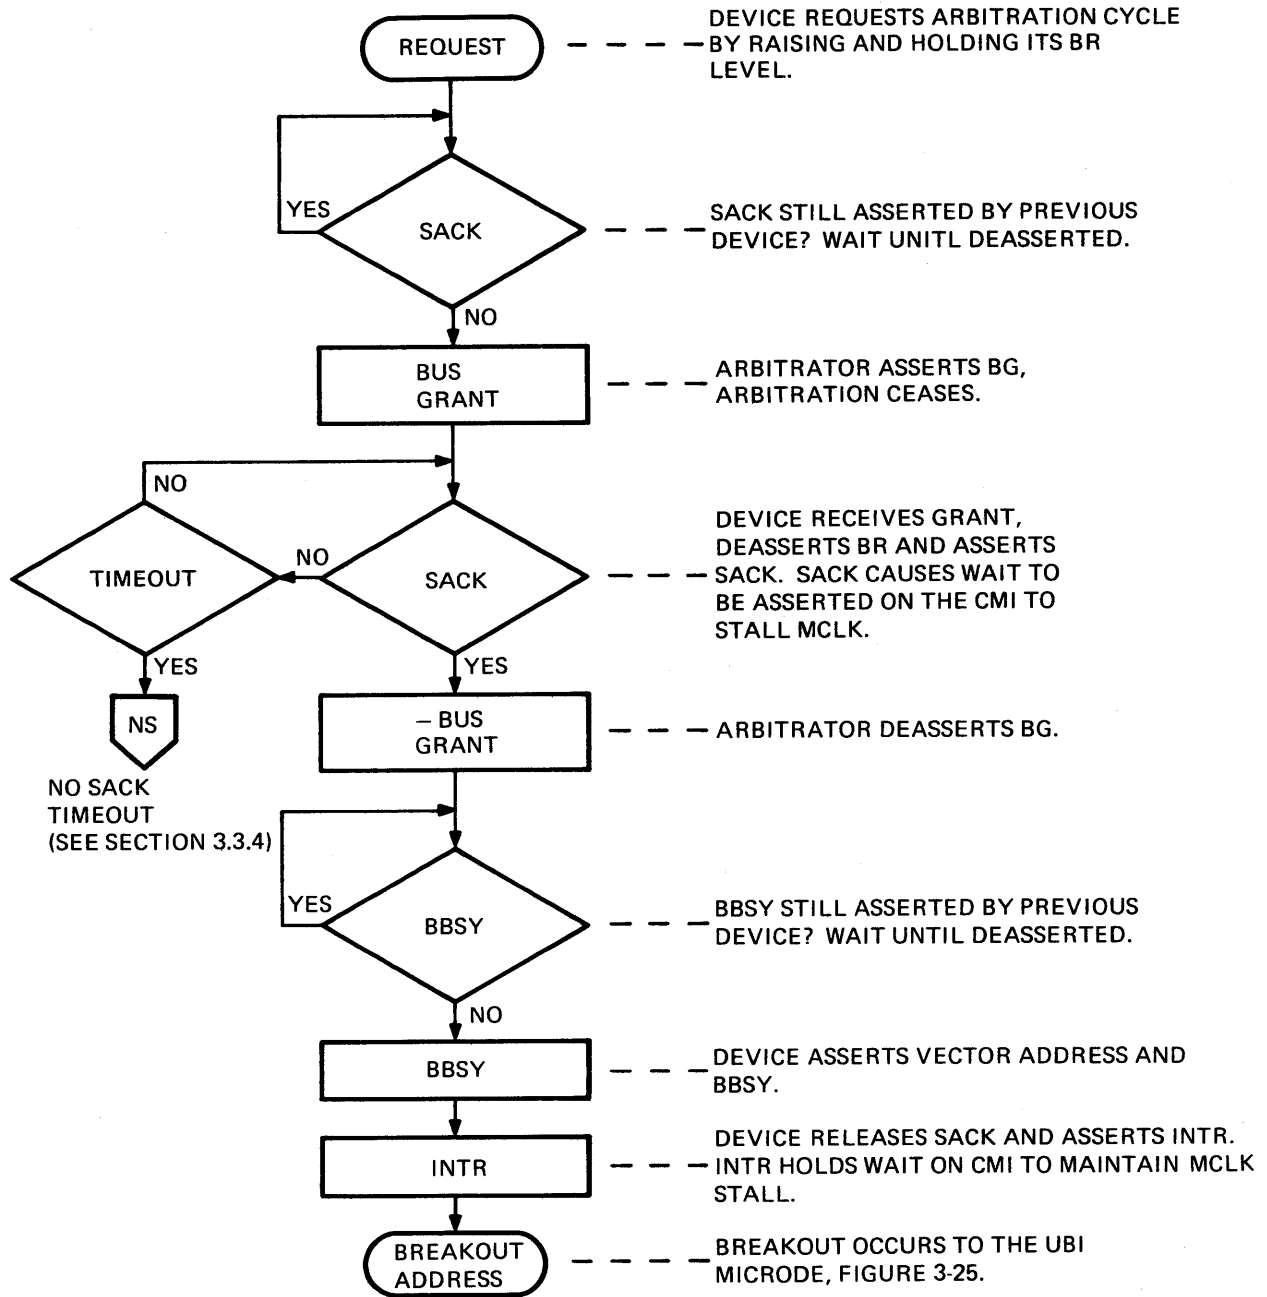 REQUEST
DEVICE REQUESTS ARBITRATION CYCLE
BY RAISING AND HOLDING ITS BR
LEVEL.
YES
SACK
SACK STILL ASSERTED BY PREVIOUS
DEVICE? WAIT UNITL DEASSERTED.
NO
BUS
GRANT
ARBITRATOR ASSERTS BG,
ARBITRATION CEASES.
NO
TIMEOUT
NO
SACK
DEVICE RECEIVES GRANT,
DEASSERTS BR AND ASSERTS
SACK. SACK CAUSES WAIT TO
BE ASSERTED ON THE CMI TO
STALL MCLK.
YES
YES
NS
NO SACK
TIMEOUT
(SEE SECTION 3.3.4)
– BUS
GRANT
ARBITRATOR DEASSERTS BG.
YES
BBSY
BBSY STILL ASSERTED BY PREVIOUS
DEVICE? WAIT UNTIL DEASSERTED.
NO
BBSY
DEVICE ASSERTS VECTOR ADDRESS AND
BBSY.
INTR
DEVICE RELEASES SACK AND ASSERTS INTR.
INTR HOLDS WAIT ON CMI TO MAINTAIN MCLK
STALL.
BREAKOUT
ADDRESS
BREAKOUT OCCURS TO THE UBI
MICRODE, FIGURE 3-25.